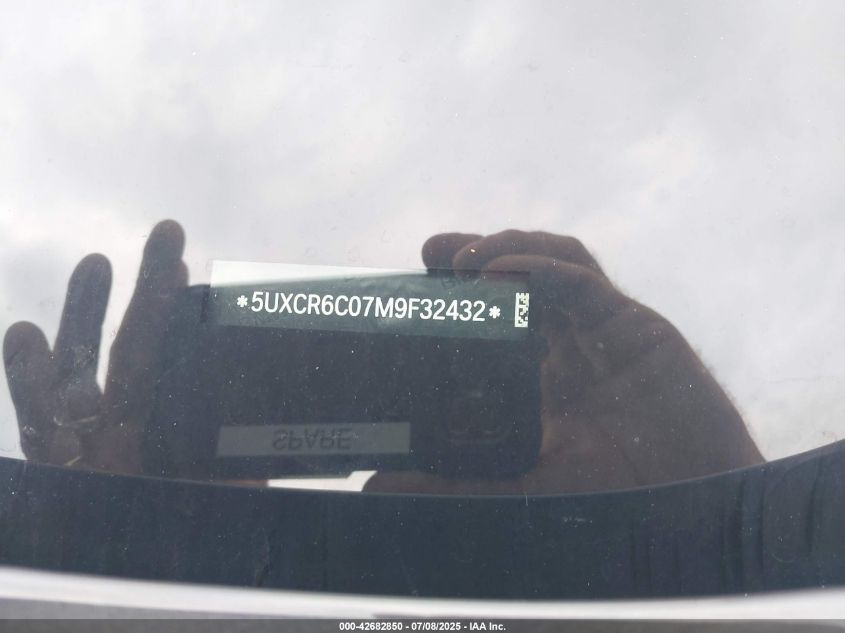 *5UXCR6C07M9F32432*
SPARE
000-42682850 - 07/08/2025 - IAA Inc.